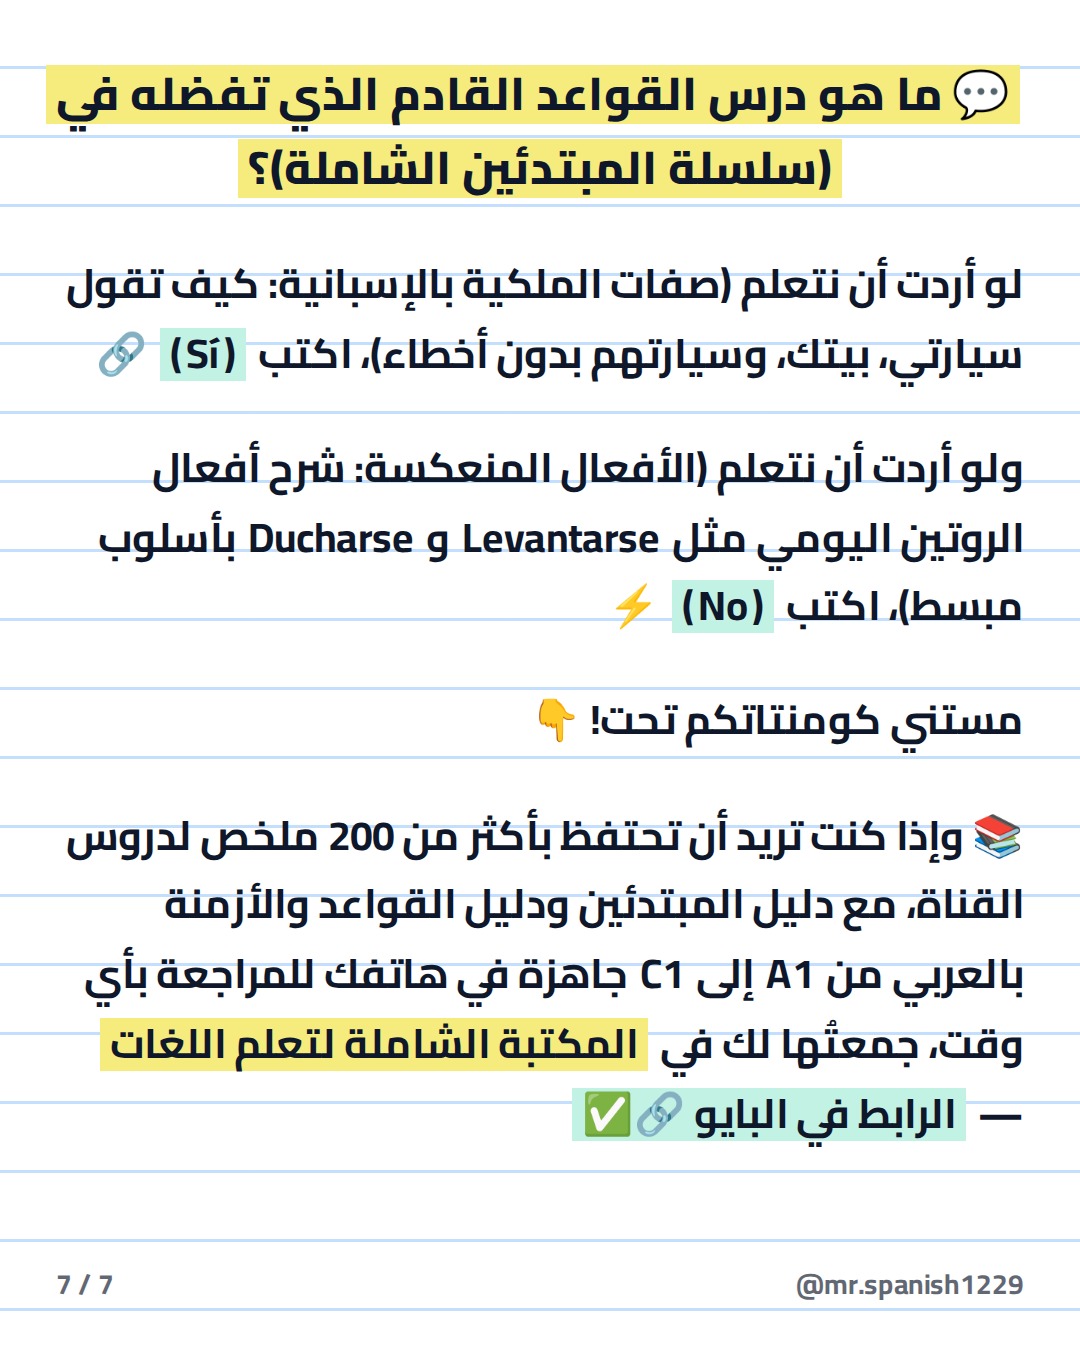 💬 ما هو درس القواعد القادم الذي تفضله في
(سلسلة المبتدئين الشاملة)؟
لو أردت أن نتعلم (صفات الملكية بالإسبانية: كيف تقول
سيارتي، بيتك، وسيارتهم بدون أخطاء)، اكتب (Sí) 🔗
ولو أردت أن نتعلم (الأفعال المنعكسة: شرح أفعال
الروتين اليومي مثل Levantarse و Ducharse بأسلوب
مبسط)، اكتب (No) ⚡
مستني كومنتاتكم تحت! 👇
📚 وإذا كنت تريد أن تحتفظ بأكثر من 200 ملخص لدروس
القناة، مع دليل المبتدئين ودليل القواعد والأزمنة
بالعربي من A1 إلى C1 جاهزة في هاتفك للمراجعة بأي
وقت، جمعتُها لك في المكتبة الشاملة لتعلم اللغات
— الرابط في البايو 🔗✅
7 / 7
@mr.spanish1229